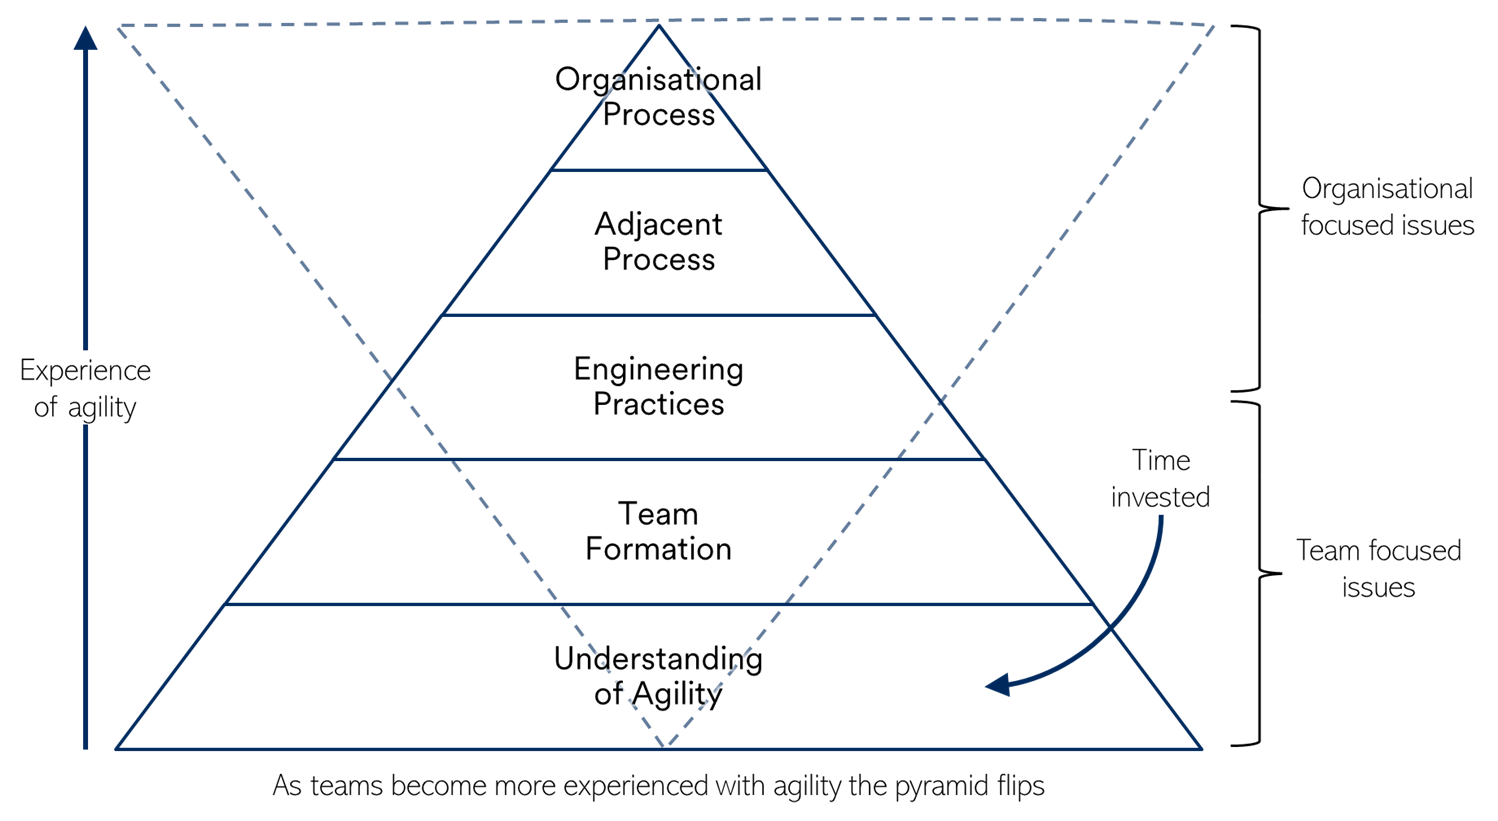 Organisational
Process
Adjacent
Process
Engineering
Practices
Team
Formation
Understanding
of Agility
Experience
of agility
Organisational
focused issues
Time
invested
Team focused
issues
As teams become more experienced with agility the pyramid flips